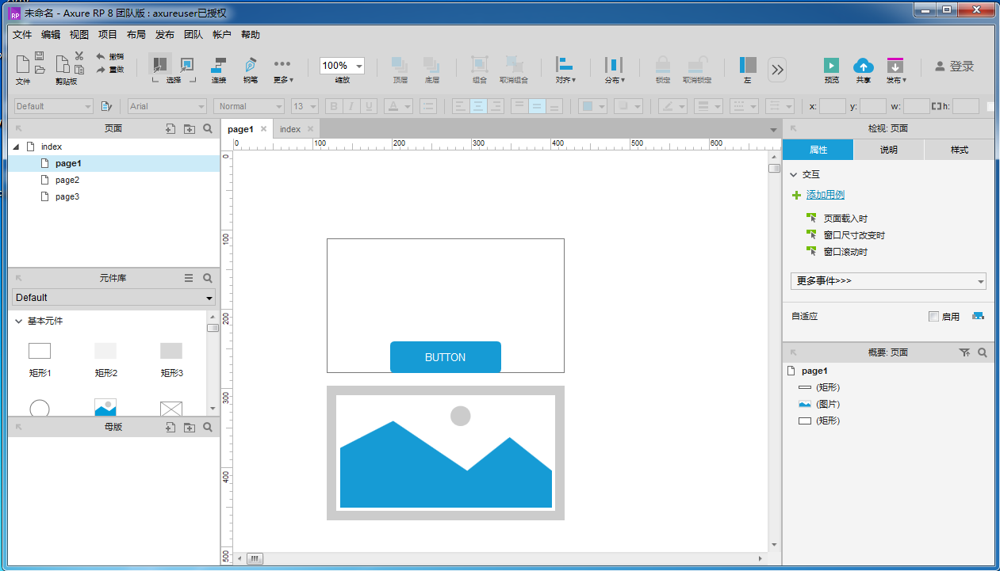 未命名 - Axure RP 8 团队版 : axureuser已授权
文件 编辑 视图 项目 布局 发布 团队 帐户 帮助
撤销
重做
100%
登录
文件 剪贴板 选择 连接 钢笔 更多▾ 缩放 顶层 底层 组合 取消组合 对齐▾ 分布▾ 锁定 取消锁定 左 预览 共享 发布▾
Default Arial Normal 13 B I U A x: y: w: h:
页面
index
page1
page2
page3
元件库
Default
基本元件
矩形1 矩形2 矩形3
母版
page1 index
0 100 200 300 400 500 600
0
100
200
300
400
500
BUTTON
检视: 页面
属性 说明 样式
交互
添加用例
页面载入时
窗口尺寸改变时
窗口滚动时
更多事件>>>
自适应 启用
概要: 页面
page1
(矩形)
(图片)
(矩形)